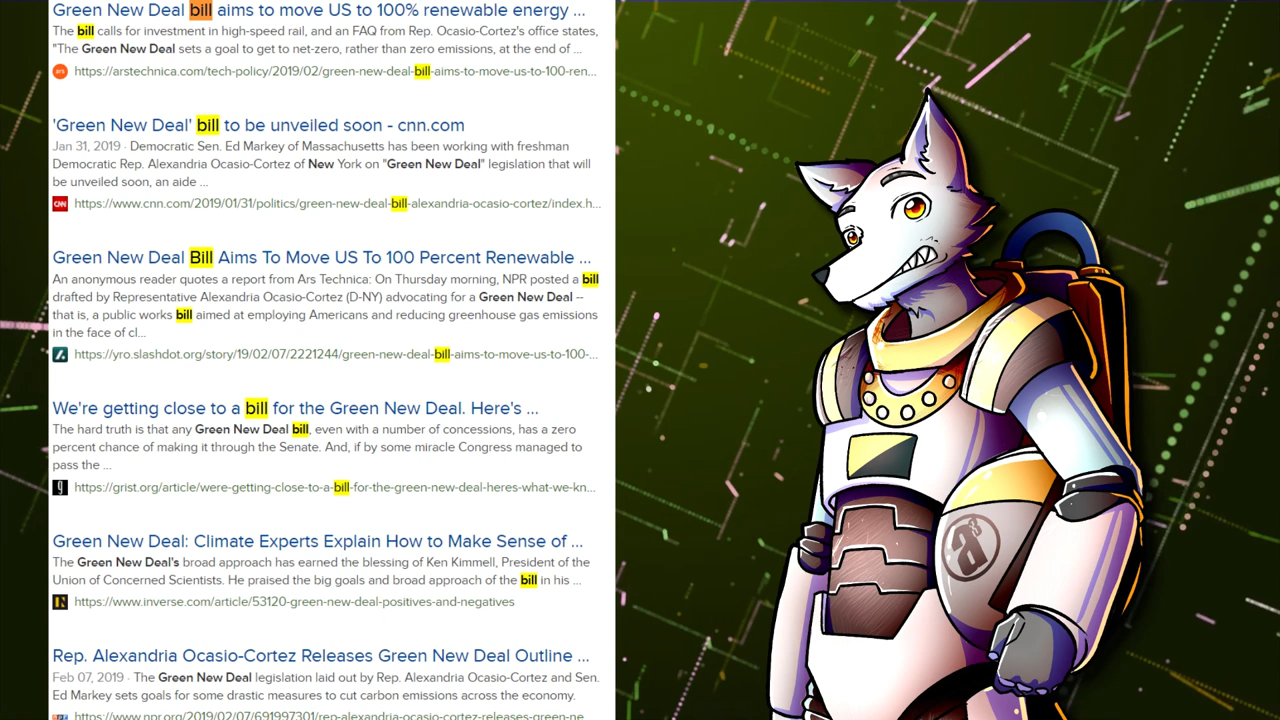 Green New Deal bill aims to move US to 100% renewable energy ...
The bill calls for investment in high-speed rail, and an FAQ from Rep. Ocasio-Cortez's office states,
"The Green New Deal sets a goal to get to net-zero, rather than zero emissions, at the end of ...
ars https://arstechnica.com/tech-policy/2019/02/green-new-deal-bill-aims-to-move-us-to-100-ren...
'Green New Deal' bill to be unveiled soon - cnn.com
Jan 31, 2019 · Democratic Sen. Ed Markey of Massachusetts has been working with freshman
Democratic Rep. Alexandria Ocasio-Cortez of New York on "Green New Deal" legislation that will
be unveiled soon, an aide ...
CNN https://www.cnn.com/2019/01/31/politics/green-new-deal-bill-alexandria-ocasio-cortez/index.h...
Green New Deal Bill Aims To Move US To 100 Percent Renewable ...
An anonymous reader quotes a report from Ars Technica: On Thursday morning, NPR posted a bill
drafted by Representative Alexandria Ocasio-Cortez (D-NY) advocating for a Green New Deal --
that is, a public works bill aimed at employing Americans and reducing greenhouse gas emissions
in the face of cl...
https://yro.slashdot.org/story/19/02/07/2221244/green-new-deal-bill-aims-to-move-us-to-100-...
We're getting close to a bill for the Green New Deal. Here's ...
The hard truth is that any Green New Deal bill, even with a number of concessions, has a zero
percent chance of making it through the Senate. And, if by some miracle Congress managed to
pass the ...
g https://grist.org/article/were-getting-close-to-a-bill-for-the-green-new-deal-heres-what-we-kn...
Green New Deal: Climate Experts Explain How to Make Sense of ...
The Green New Deal's broad approach has earned the blessing of Ken Kimmell, President of the
Union of Concerned Scientists. He praised the big goals and broad approach of the bill in his ...
https://www.inverse.com/article/53120-green-new-deal-positives-and-negatives
Rep. Alexandria Ocasio-Cortez Releases Green New Deal Outline ...
Feb 07, 2019 · The Green New Deal legislation laid out by Rep. Alexandria Ocasio-Cortez and Sen.
Ed Markey sets goals for some drastic measures to cut carbon emissions across the economy.
https://www.npr.org/2019/02/07/691997301/rep-alexandria-ocasio-cortez-releases-green-ne